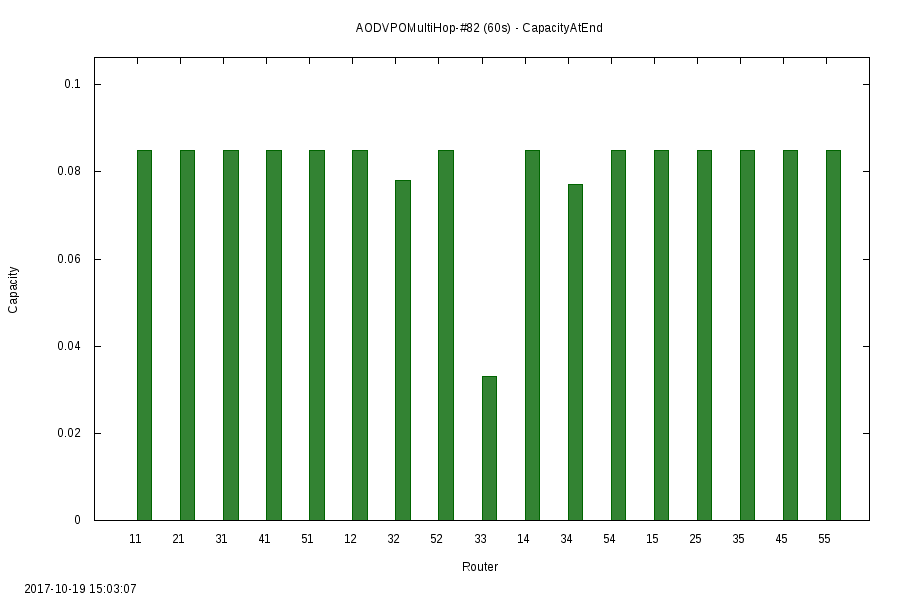 AODVPOMultiHop-#82 (60s) - CapacityAtEnd
0.1
0.08
0.06
0.04
0.02
0
Capacity
11 21 31 41 51 12 32 52 33 14 34 54 15 25 35 45 55
Router
2017-10-19 15:03:07